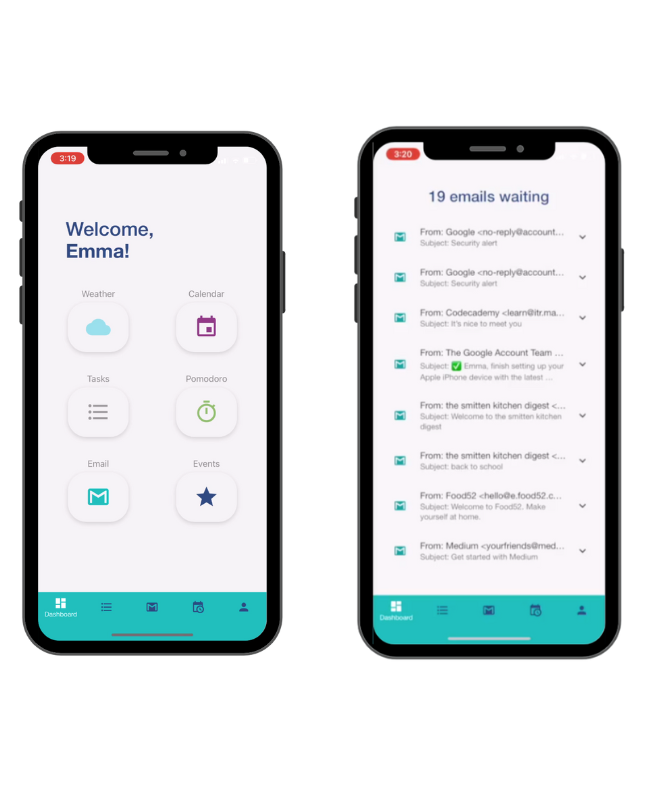 3:19
Welcome,
Emma!
Weather
Calendar
Tasks
Pomodoro
Email
Events
Dashboard
3:20
19 emails waiting
From: Google <no-reply@account...
Subject: Security alert
From: Google <no-reply@account...
Subject: Security alert
From: Codecademy <learn@itr.ma...
Subject: It's nice to meet you
From: The Google Account Team ...
Subject: ✅ Emma, finish setting up your
Apple iPhone device with the latest ...
From: the smitten kitchen digest <...
Subject: Welcome to the smitten kitchen
digest
From: the smitten kitchen digest <...
Subject: back to school
From: Food52 <hello@e.food52.c...
Subject: Welcome to Food52. Make
yourself at home.
From: Medium <yourfriends@med...
Subject: Get started with Medium
Dashboard